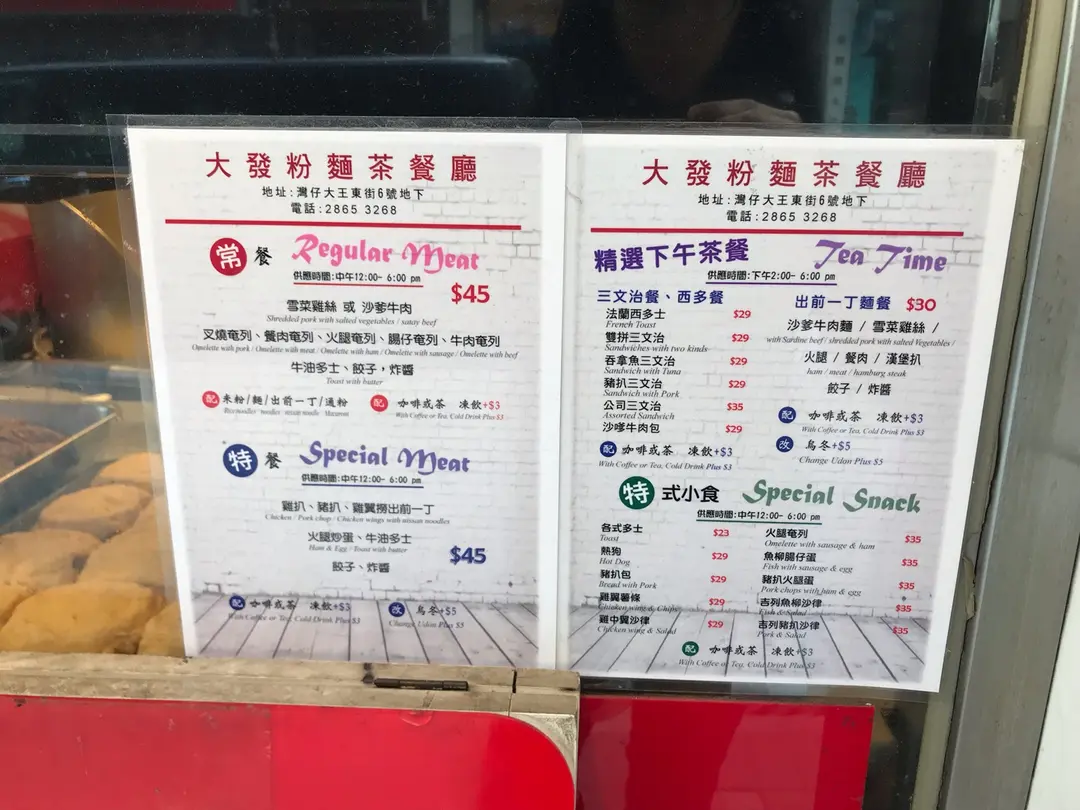 大發粉麵茶餐廳
地址:灣仔大王東街6號地下
電話:2865 3268
常餐 Regular Meat
供應時間:中午12:00- 6:00 pm
$45
雪菜雞絲 或 沙爹牛肉
Shredded pork with salted vegetables / satay beef
叉燒奄列、餐肉奄列、火腿奄列、腸仔奄列、牛肉奄列
Omelette with pork / Omelette with meat / Omelette with ham / Omelette with sausage / Omelette with beef
牛油多士、餃子，炸醬
Toast with butter
配 米粉/麵/出前一丁/通粉
Rice noodles noodles nissan noodle Macaroni
配 咖啡或茶 凍飲+$3
With Coffee or Tea, Cold Drink Plus $3
特餐 Special Meat
供應時間:中午12:00- 6:00 pm
雞扒、豬扒、雞翼撈出前一丁
Chicken / Pork chop / Chicken wings with nissan noodles
火腿炒蛋、牛油多士
Ham & Egg / Toast with butter
餃子、炸醬
$45
配 咖啡或茶 凍飲+$3
With Coffee or Tea, Cold Drink Plus $3
改 烏冬+$5
Change Udon Plus $5
大發粉麵茶餐廳
地址:灣仔大王東街6號地下
電話:2865 3268
精選下午茶餐 Tea Time
供應時間:下午2:00- 6:00 pm
三文治餐、西多餐
法蘭西多士 $29
French Toast
雙拼三文治 $29
Sandwiches with two kinds
吞拿魚三文治 $29
Sandwich with Tuna
豬扒三文治 $29
Sandwich with Pork
公司三文治 $35
Assorted Sandwich
沙爹牛肉包 $29
配 咖啡或茶 凍飲+$3
With Coffee or Tea, Cold Drink Plus $3
出前一丁麵餐 $30
沙爹牛肉麵 / 雪菜雞絲 /
with Sardine beef / shredded pork with salted Vegetables /
火腿 / 餐肉 / 漢堡扒
ham / meat / hamburg steak
餃子 / 炸醬
配 咖啡或茶 凍飲+$3
With Coffee or Tea, Cold Drink Plus $3
改 烏冬+$5
Change Udon Plus $5
特式小食 Special Snack
供應時間:中午12:00- 6:00 pm
各式多士 $23
Toast
熱狗 $29
Hot Dog
豬扒包 $29
Bread with Pork
雞翼薯條 $29
Chicken wing & Chips
雞中翼沙律 $29
Chicken wing & Salad
火腿奄列 $35
Omelette with sausage & ham
魚柳腸仔蛋 $35
Fish with sausage & egg
豬扒火腿蛋 $35
Pork chops with ham & egg
吉列魚柳沙律 $35
Fish & Salad
吉列豬扒沙律 $35
Pork & Salad
配 咖啡或茶 凍飲+$3
With Coffee or Tea, Cold Drink Plus $3